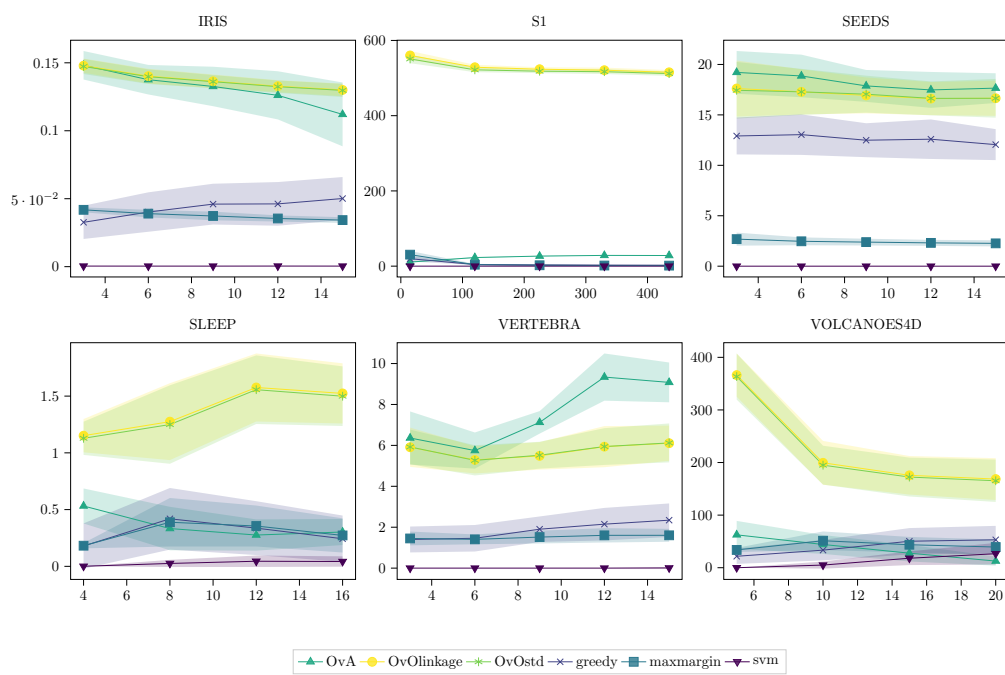 IRIS S1 SEEDS
0.15
0.1
5 · 10⁻²
0
4 6 8 10 12 14
600
400
200
0
0 100 200 300 400
20
15
10
5
0
4 6 8 10 12 14
SLEEP VERTEBRA VOLCANOES4D
1.5
1
0.5
0
4 6 8 10 12 14 16
10
8
6
4
2
0
4 6 8 10 12 14
400
300
200
100
0
6 8 10 12 14 16 18 20
OvA OvOlinkage OvOstd greedy maxmargin svm